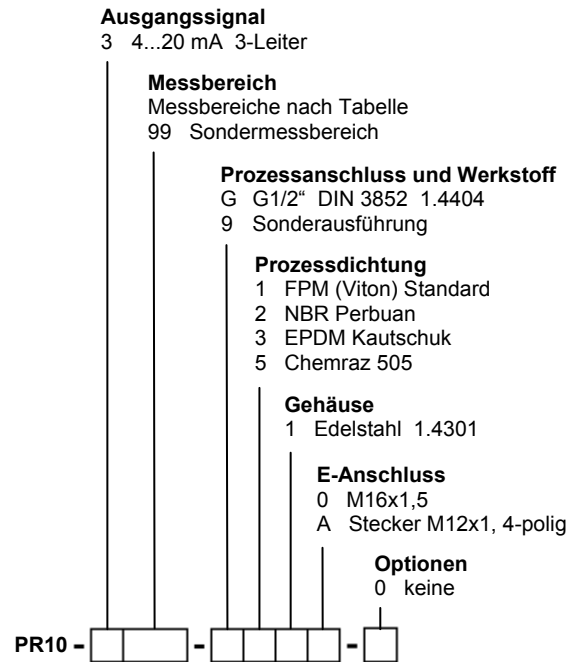 Ausgangssignal
3 4...20 mA 3-Leiter
Messbereich
Messbereiche nach Tabelle
99 Sondermessbereich
Prozessanschluss und Werkstoff
G G1/2“ DIN 3852 1.4404
9 Sonderausführung
Prozessdichtung
1 FPM (Viton) Standard
2 NBR Perbuan
3 EPDM Kautschuk
5 Chemraz 505
Gehäuse
1 Edelstahl 1.4301
E-Anschluss
0 M16x1,5
A Stecker M12x1, 4-polig
Optionen
0 keine
PR10 - - -